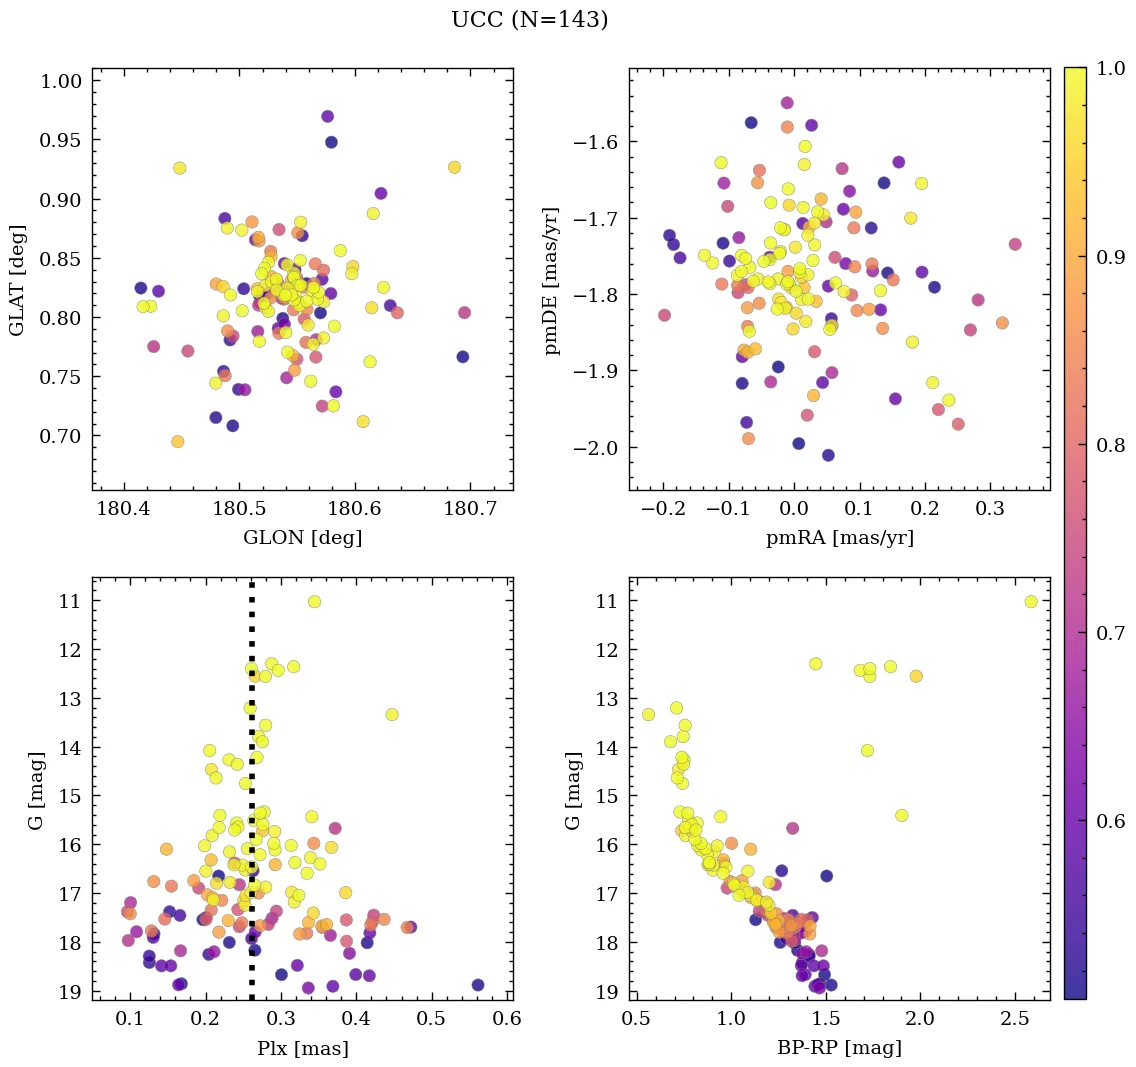 UCC (N=143)
1.00
0.95
0.90
0.85
0.80
0.75
0.70
GLAT [deg]
180.4 180.5 180.6 180.7
GLON [deg]
−1.6
−1.7
−1.8
−1.9
−2.0
pmDE [mas/yr]
−0.2 −0.1 0.0 0.1 0.2 0.3
pmRA [mas/yr]
11
12
13
14
15
16
17
18
19
G [mag]
0.1 0.2 0.3 0.4 0.5 0.6
Plx [mas]
11
12
13
14
15
16
17
18
19
G [mag]
0.5 1.0 1.5 2.0 2.5
BP-RP [mag]
1.0
0.9
0.8
0.7
0.6